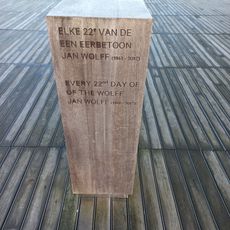 ELKE 22e VAN DE
EEN EERBETOON
JAN WOLFF
EVERY 22nd DAY OF
OF THE WOLFF
JAN WOLFF